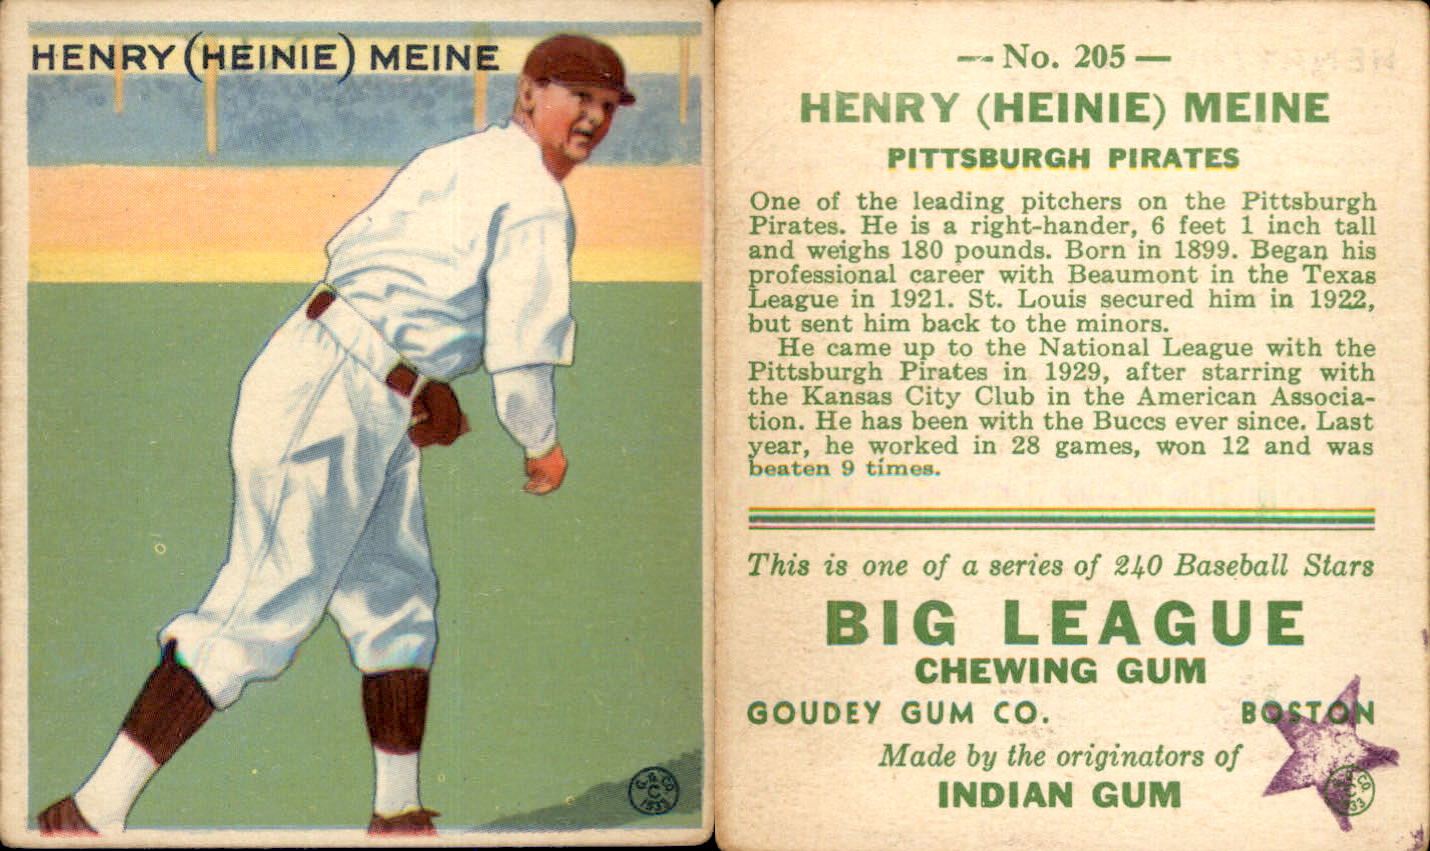 HENRY (HEINIE) MEINE
G.G.CO.
C
1933
— No. 205 —
HENRY (HEINIE) MEINE
PITTSBURGH PIRATES
One of the leading pitchers on the Pittsburgh
Pirates. He is a right-hander, 6 feet 1 inch tall
and weighs 180 pounds. Born in 1899. Began his
professional career with Beaumont in the Texas
League in 1921. St. Louis secured him in 1922,
but sent him back to the minors.
He came up to the National League with the
Pittsburgh Pirates in 1929, after starring with
the Kansas City Club in the American Associa-
tion. He has been with the Buccs ever since. Last
year, he worked in 28 games, won 12 and was
beaten 9 times.
This is one of a series of 240 Baseball Stars
BIG LEAGUE
CHEWING GUM
GOUDEY GUM CO. BOSTON
Made by the originators of
INDIAN GUM
G.G.CO.
C
1933